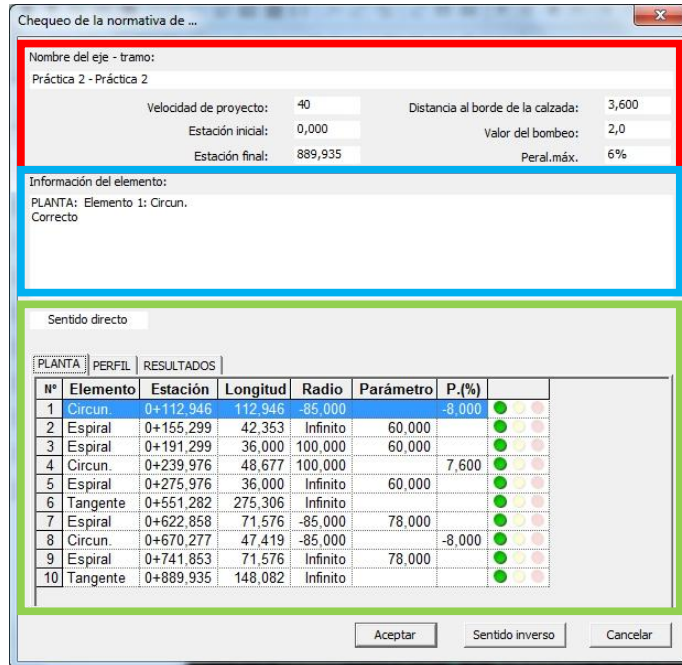 Chequeo de la normativa de ...
Nombre del eje - tramo:
Práctica 2 - Práctica 2
Velocidad de proyecto: 40 Distancia al borde de la calzada: 3,600
Estación inicial: 0,000 Valor del bombeo: 2,0
Estación final: 889,935 Peral.máx. 6%
Información del elemento:
PLANTA: Elemento 1: Circun.
Correcto
Sentido directo
PLANTA PERFIL RESULTADOS
Nº Elemento Estación Longitud Radio Parámetro P.(%)
1 Circun. 0+112,946 112,946 -85,000 -8,000
2 Espiral 0+155,299 42,353 Infinito 60,000
3 Espiral 0+191,299 36,000 100,000 60,000
4 Circun. 0+239,976 48,677 100,000 7,600
5 Espiral 0+275,976 36,000 Infinito 60,000
6 Tangente 0+551,282 275,306 Infinito
7 Espiral 0+622,858 71,576 -85,000 78,000
8 Circun. 0+670,277 47,419 -85,000 -8,000
9 Espiral 0+741,853 71,576 Infinito 78,000
10 Tangente 0+889,935 148,082 Infinito
Aceptar Sentido inverso Cancelar